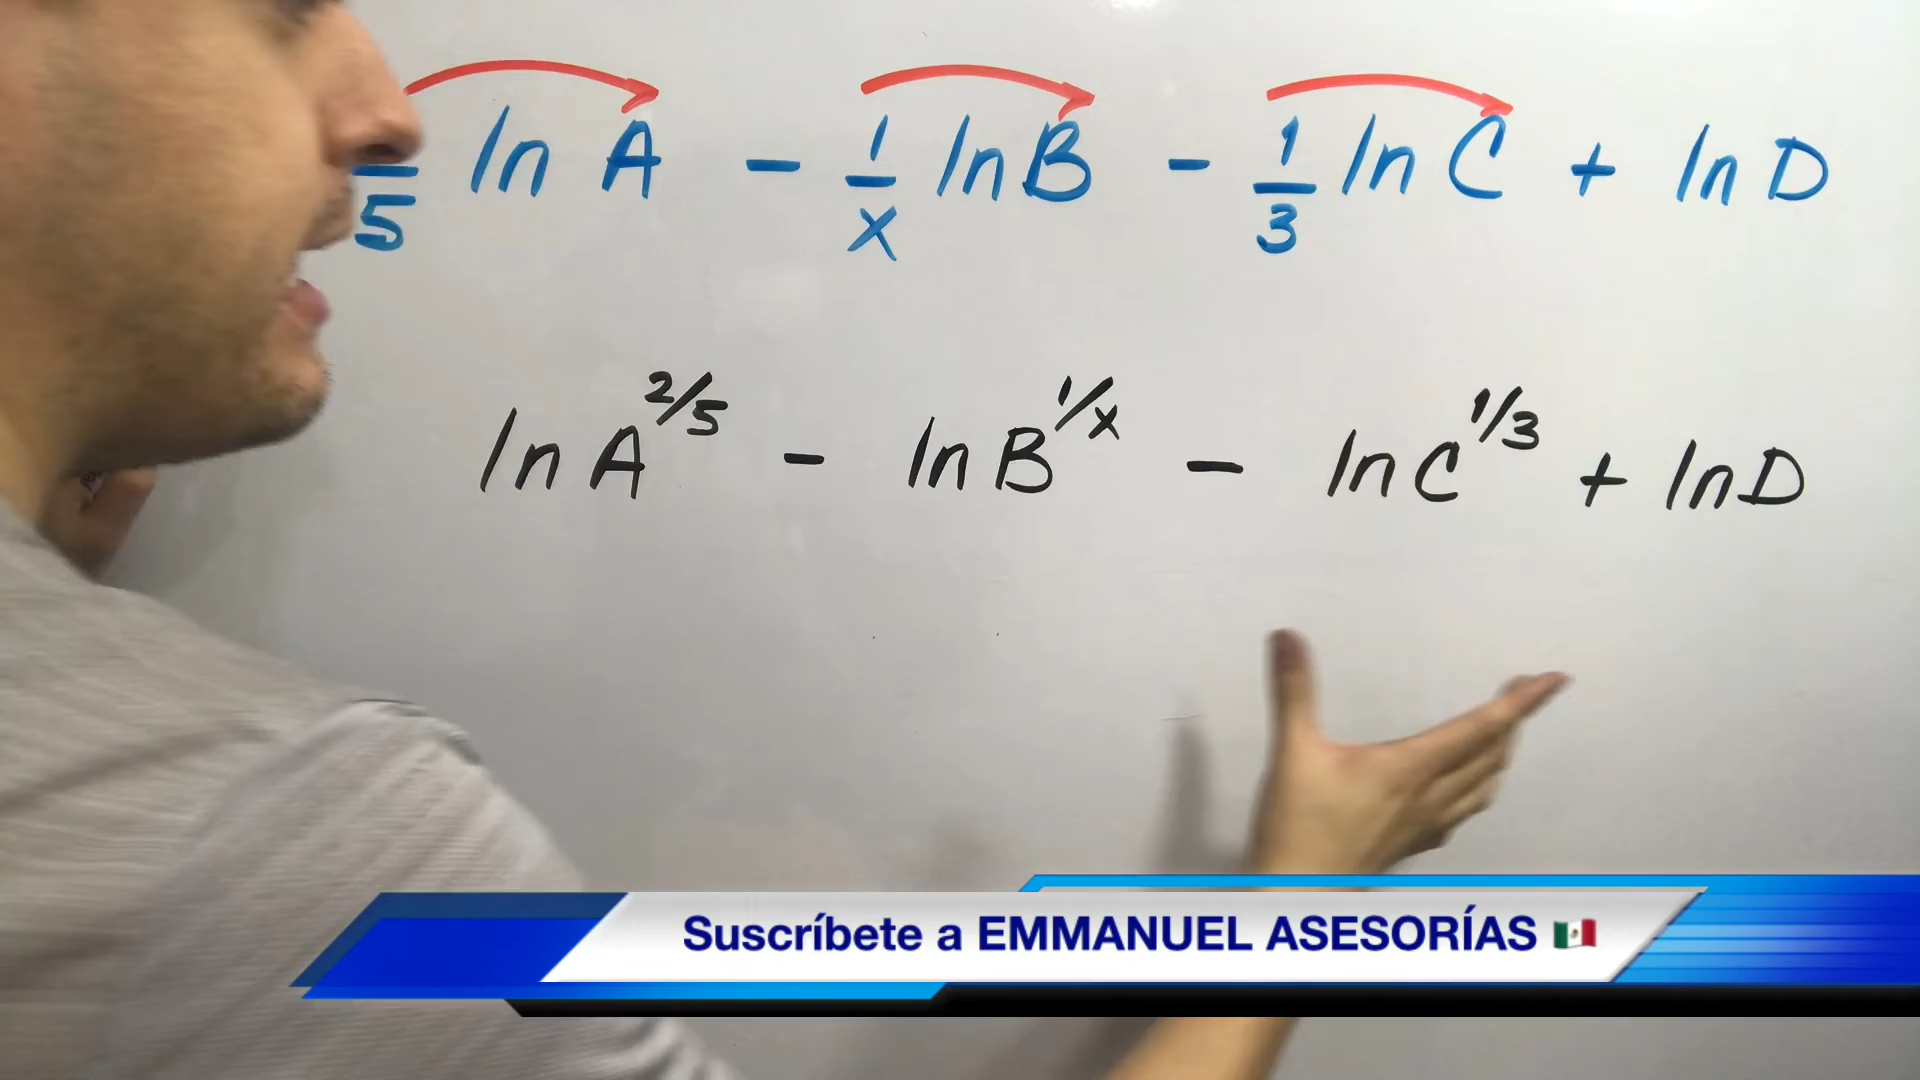 5 ln A - 1/x ln B - 1/3 ln C + ln D
ln A^2/5 - ln B^1/x - ln C^1/3 + ln D
Suscríbete a EMMANUEL ASESORÍAS 🇲🇽